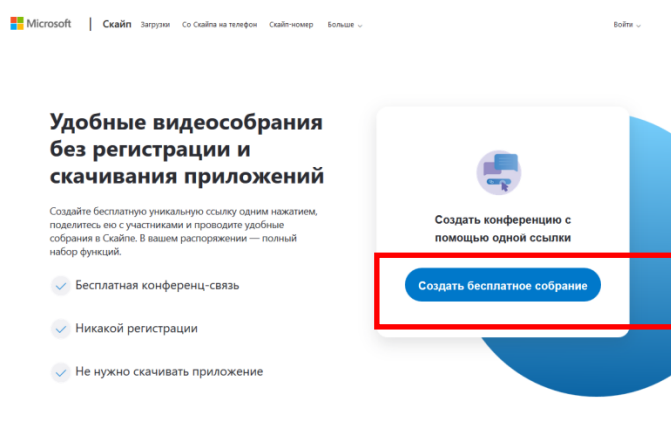 Microsoft Скайп Загрузки Со Скайпа на телефон Скайп-номер Больше Войти
Удобные видеособрания
без регистрации и
скачивания приложений
Создайте бесплатную уникальную ссылку одним нажатием,
поделитесь ею с участниками и проводите удобные
собрания в Скайпе. В вашем распоряжении — полный
набор функций.
Бесплатная конференц-связь
Никакой регистрации
Не нужно скачивать приложение
Создать конференцию с
помощью одной ссылки
Создать бесплатное собрание